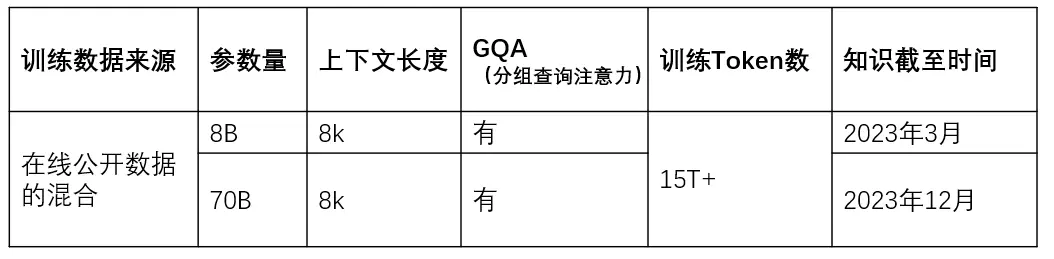 训练数据来源 参数量 上下文长度 GQA (分组查询注意力) 训练Token数 知识截至时间
在线公开数据的混合 8B 8k 有 15T+ 2023年3月
70B 8k 有 2023年12月